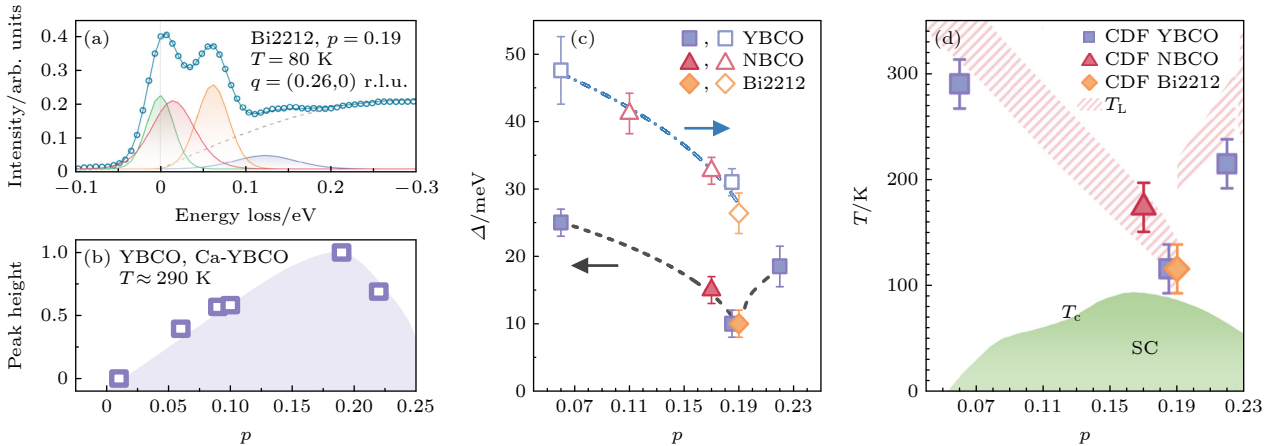 (a)
Bi2212, p = 0.19
T = 80 K
q = (0.26,0) r.l.u.
Intensity/arb. units
0.4
0.3
0.2
0.1
0
−0.1
0
0.1
0.2
−0.3
Energy loss/eV
(b)
YBCO, Ca-YBCO
T ≈ 290 K
Peak height
1.0
0.5
0
0
0.05
0.10
0.15
0.20
0.25
p
(c)
, YBCO
, NBCO
, Bi2212
Δ/meV
50
40
30
20
10
0
0.07
0.11
0.15
0.19
0.23
p
(d)
CDF YBCO
CDF NBCO
CDF Bi2212
TL
T/K
300
200
100
0
Tc
SC
0.07
0.11
0.15
0.19
0.23
p